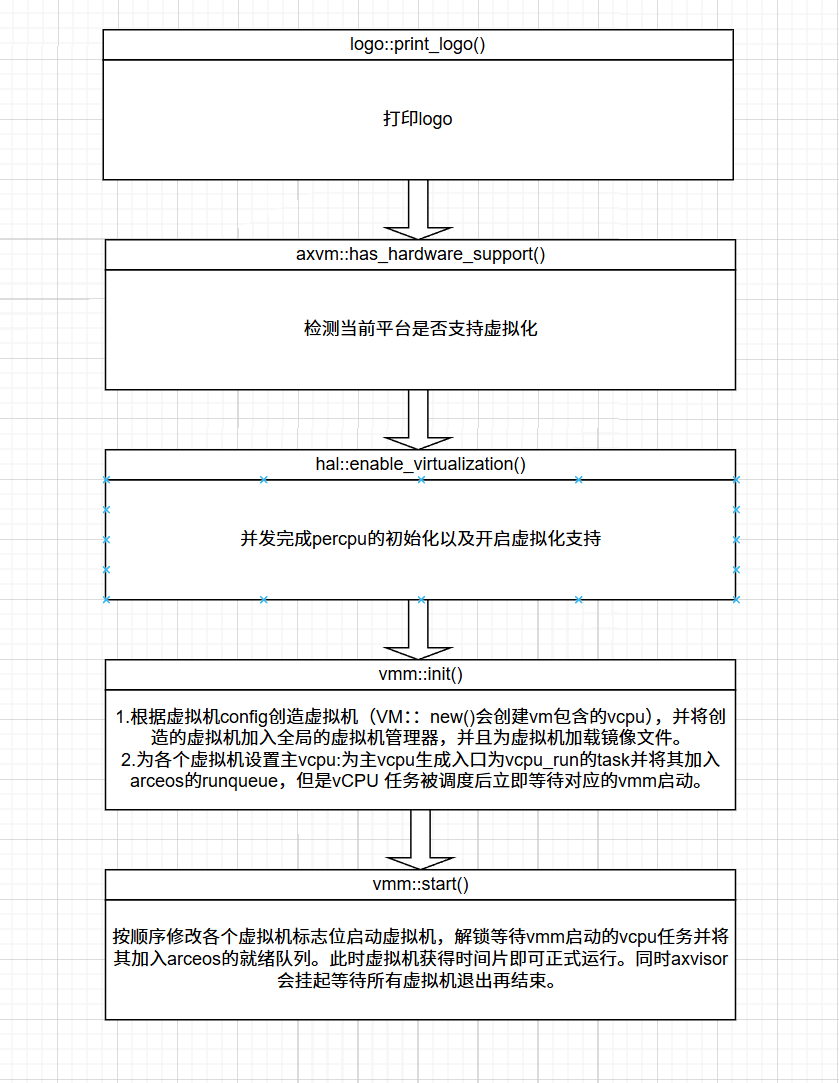 logo::print_logo()
打印logo
axvm::has_hardware_support()
检测当前平台是否支持虚拟化
hal::enable_virtualization()
并发完成percpu的初始化以及开启虚拟化支持
vmm::init()
1.根据虚拟机config创造虚拟机（VM：：new()会创建vm包含的vcpu），并将创
造的虚拟机加入全局的虚拟机管理器，并且为虚拟机加载镜像文件。
2.为各个虚拟机设置主vcpu:为主vcpu生成入口为vcpu_run的task并将其加入
arceos的runqueue，但是vCPU 任务被调度后立即等待对应的vmm启动。
vmm::start()
按顺序修改各个虚拟机标志位启动虚拟机，解锁等待vmm启动的vcpu任务并将
其加入arceos的就绪队列。此时虚拟机获得时间片即可正式运行。同时axvisor
会挂起等待所有虚拟机退出再结束。